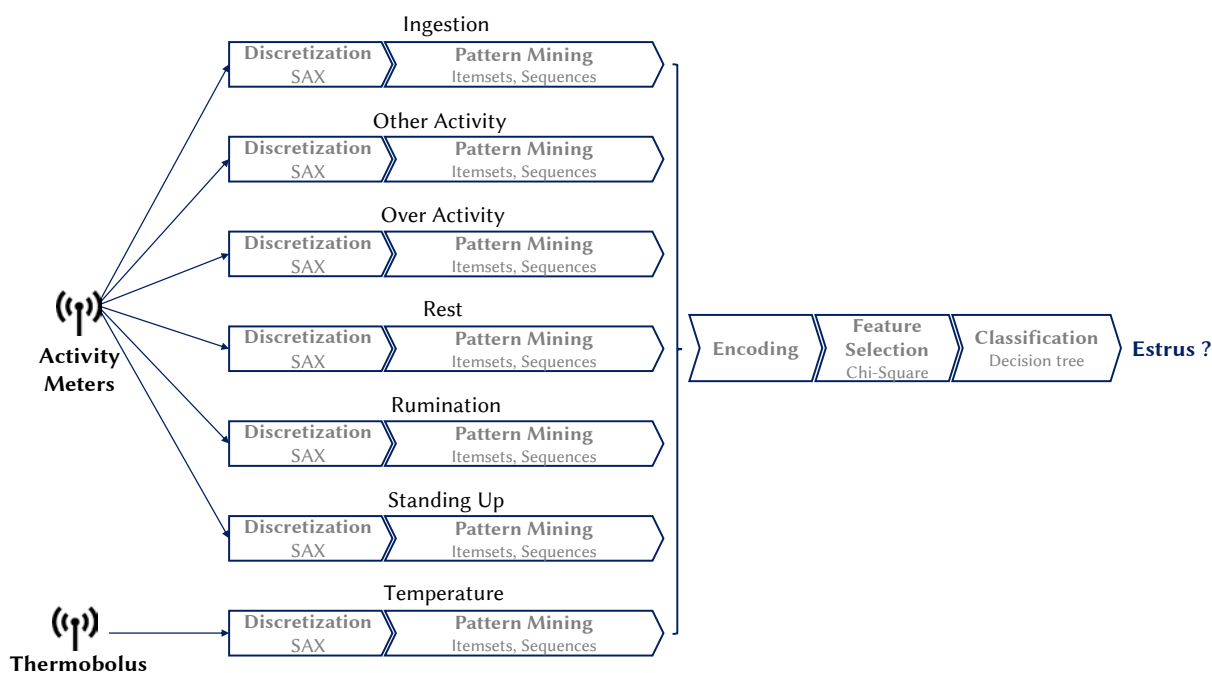 Ingestion
Discretization
SAX
Pattern Mining
Itemsets, Sequences
Other Activity
Discretization
SAX
Pattern Mining
Itemsets, Sequences
Over Activity
Discretization
SAX
Pattern Mining
Itemsets, Sequences
Rest
Discretization
SAX
Pattern Mining
Itemsets, Sequences
Rumination
Discretization
SAX
Pattern Mining
Itemsets, Sequences
Standing Up
Discretization
SAX
Pattern Mining
Itemsets, Sequences
Temperature
Discretization
SAX
Pattern Mining
Itemsets, Sequences
Activity
Meters
Thermobolus
Encoding
Feature
Selection
Chi-Square
Classification
Decision tree
Estrus ?